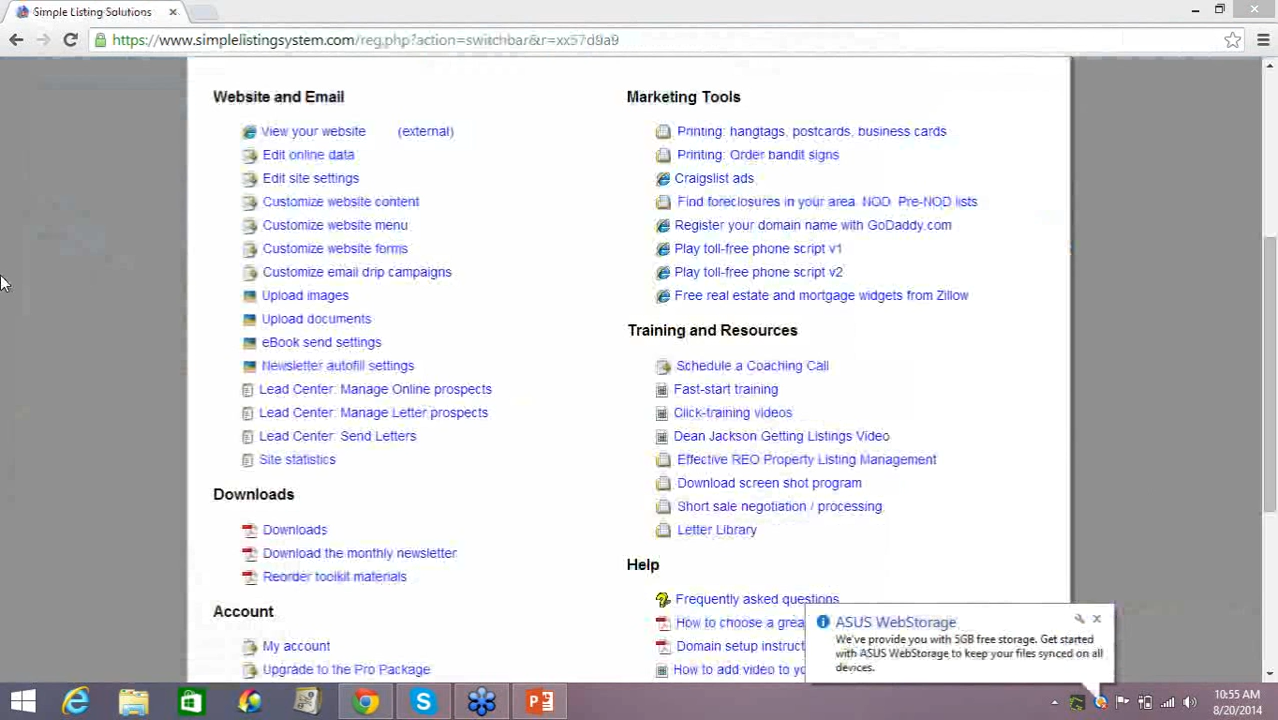 Simple Listing Solutions
https://www.simplelistingsystem.com/reg.php?action=switchbar&r=xx57d9a9
Website and Email
View your website (external)
Edit online data
Edit site settings
Customize website content
Customize website menu
Customize website forms
Customize email drip campaigns
Upload images
Upload documents
eBook send settings
Newsletter autofill settings
Lead Center: Manage Online prospects
Lead Center: Manage Letter prospects
Lead Center: Send Letters
Site statistics
Downloads
Downloads
Download the monthly newsletter
Reorder toolkit materials
Account
My account
Upgrade to the Pro Package
Marketing Tools
Printing: hangtags, postcards, business cards
Printing: Order bandit signs
Craigslist ads
Find foreclosures in your area. NOD, Pre-NOD lists
Register your domain name with GoDaddy.com
Play toll-free phone script v1
Play toll-free phone script v2
Free real estate and mortgage widgets from Zillow
Training and Resources
Schedule a Coaching Call
Fast-start training
Click-training videos
Dean Jackson Getting Listings Video
Effective REO Property Listing Management
Download screen shot program
Short sale negotiation / processing
Letter Library
Help
Frequently asked questions
How to choose a grea
Domain setup instruct
How to add video to yo
ASUS WebStorage
We've provide you with 5GB free storage. Get started
with ASUS WebStorage to keep your files synced on all
devices.
10:55 AM
8/20/2014